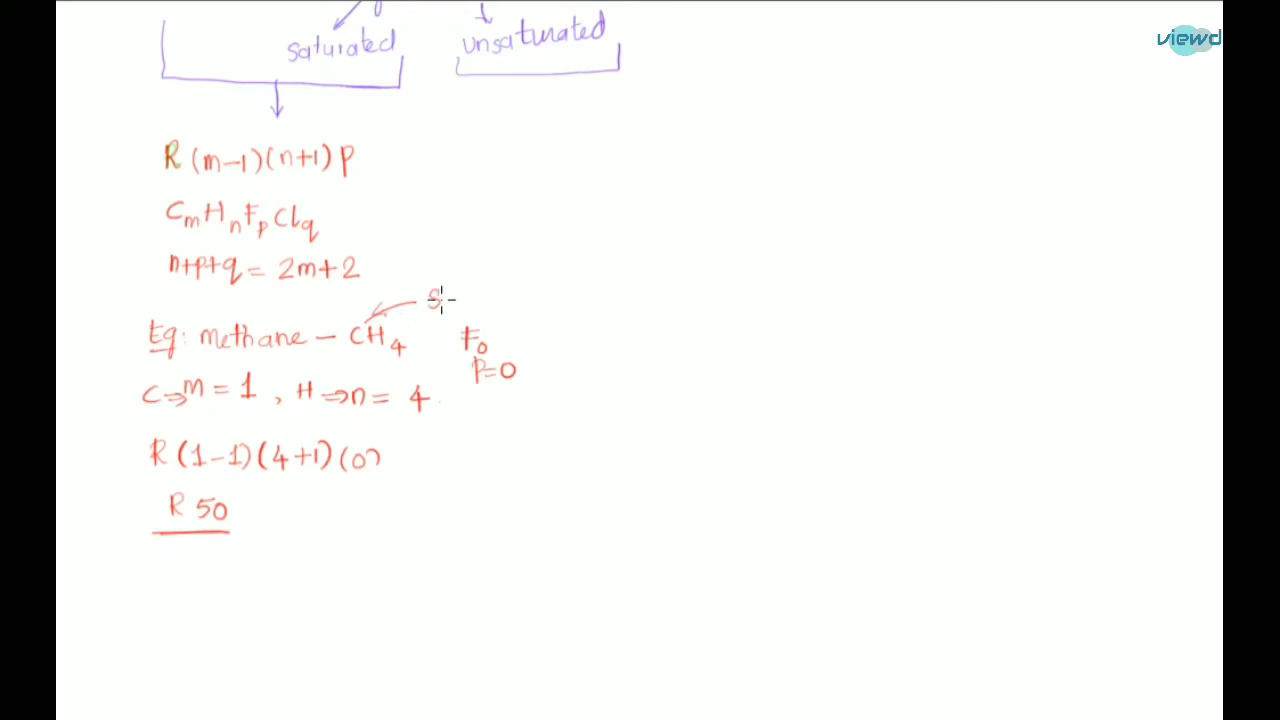 saturated unsaturated
viewd
R (m-1)(n+1) p
CmHnFpClq
n+p+q = 2m+2
S
Eg: methane - CH4 F0
p=0
C⇒m = 1, H⇒n = 4
R (1-1)(4+1)(0)
R 50